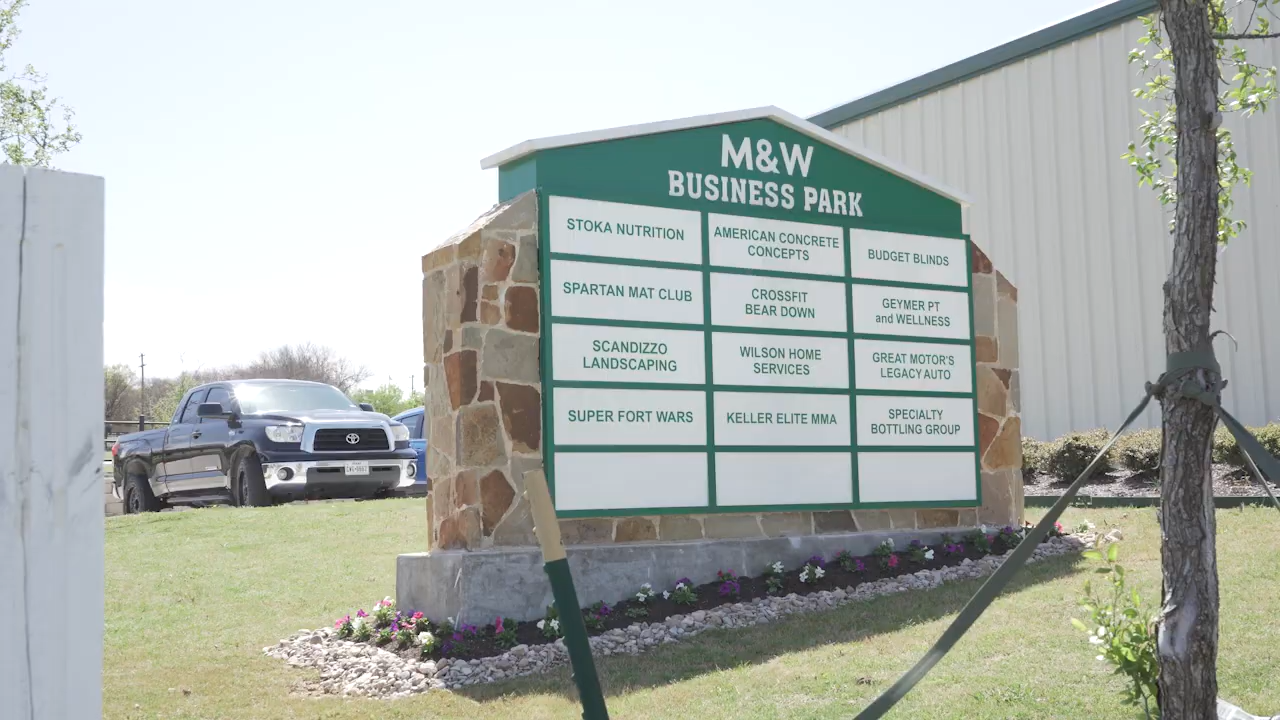 M&W
BUSINESS PARK
STOKA NUTRITION
AMERICAN CONCRETE
CONCEPTS
BUDGET BLINDS
SPARTAN MAT CLUB
CROSSFIT
BEAR DOWN
GEYMER PT
and WELLNESS
SCANDIZZO
LANDSCAPING
WILSON HOME
SERVICES
GREAT MOTOR'S
LEGACY AUTO
SUPER FORT WARS
KELLER ELITE MMA
SPECIALTY
BOTTLING GROUP